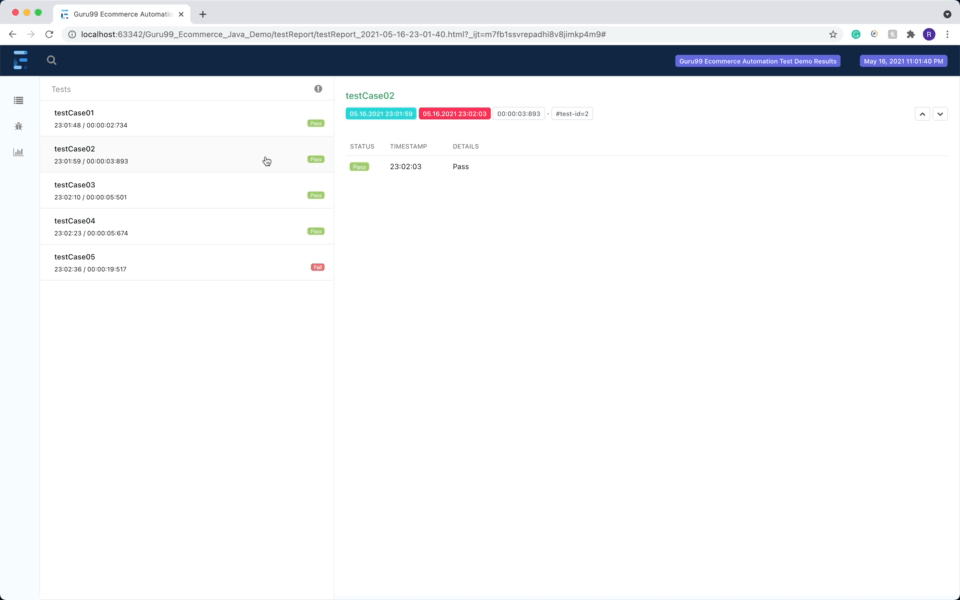 Guru99 Ecommerce Automatio
localhost:63342/Guru99_Ecommerce_Java_Demo/testReport/testReport_2021-05-16-23-01-40.html?_ijt=m7fb1ssvrepadhi8v8jimkp4m9#
R
Guru99 Ecommerce Automation Test Demo Results
May 16, 2021 11:01:40 PM
Tests
testCase01
23:01:48 / 00:00:02:734
Pass
testCase02
23:01:59 / 00:00:03:893
Pass
testCase03
23:02:10 / 00:00:05:501
Pass
testCase04
23:02:23 / 00:00:05:674
Pass
testCase05
23:02:36 / 00:00:19:517
Fail
testCase02
05.16.2021 23:01:59
05.16.2021 23:02:03
00:00:03:893
·
#test-id=2
STATUS TIMESTAMP DETAILS
Pass 23:02:03 Pass